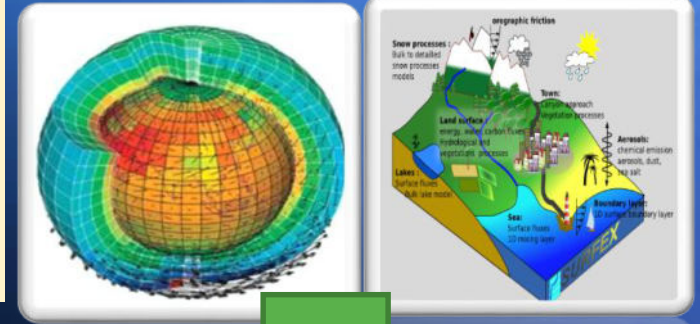 orographic friction
Snow processes :
Bulk to detailled
snow processes
models
Town:
Canyon approach
vegetation processes
Land surface :
energy, water, carbon fluxes
Hydrological and
vegetations processes
Aerosols:
chemical emission
aerosols, dust,
sea salt
Lakes :
Surface fluxes
Bulk lake model
Boundary layer:
1D surface boundary layer
Sea:
Surface fluxes
1D mixing layer
SURFEX